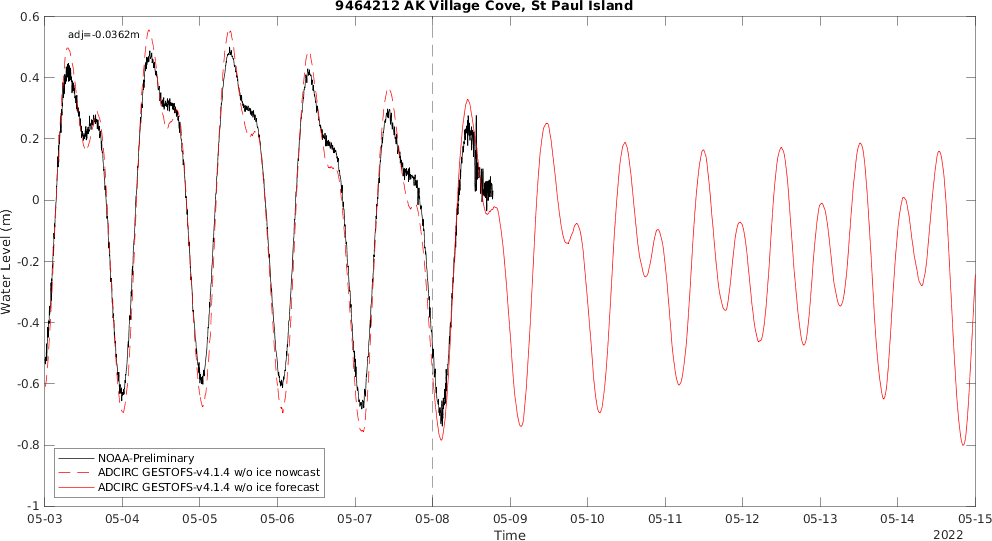 9464212 AK Village Cove, St Paul Island
adj=-0.0362m
0.6
0.4
0.2
0
-0.2
-0.4
-0.6
-0.8
-1
Water Level (m)
NOAA-Preliminary
ADCIRC GESTOFS-v4.1.4 w/o ice nowcast
ADCIRC GESTOFS-v4.1.4 w/o ice forecast
05-03 05-04 05-05 05-06 05-07 05-08 05-09 05-10 05-11 05-12 05-13 05-14 05-15
Time
2022